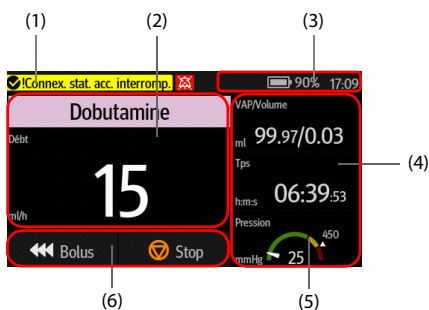 (1) (2) (3)
!Connex. stat. acc. interromp. 90% 17:09
Dobutamine
Débt
15
ml/h
Bolus Stop
VAP/Volume
ml 99.97/0.03
Tps
h:m:s 06:39:53
Pression
450
mmHg 25
(4)
(6) (5)